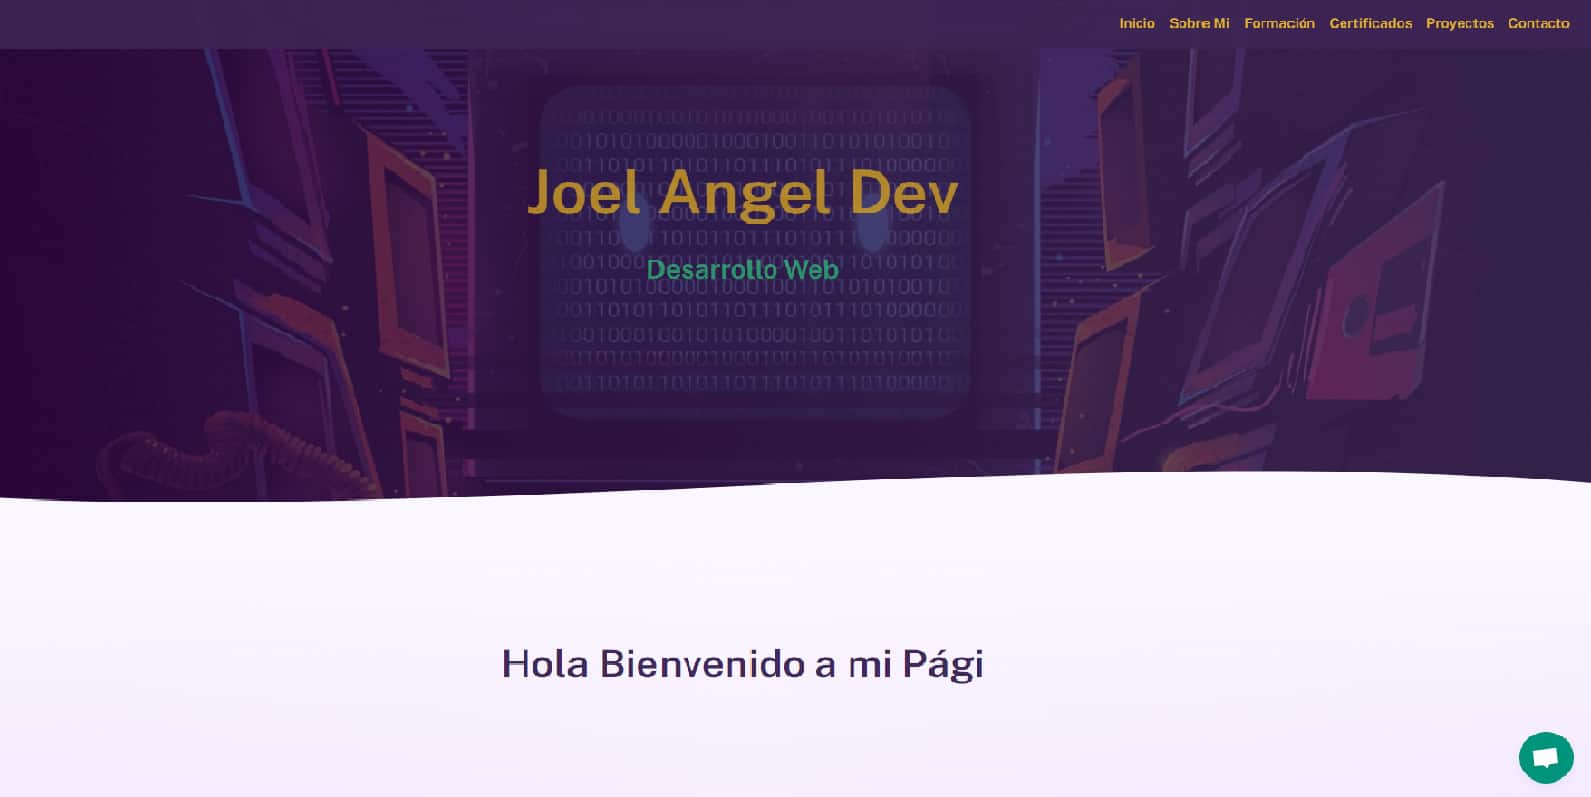 Inicio Sobre Mi Formación Certificados Proyectos Contacto
Joel Angel Dev
Desarrollo Web
Hola Bienvenido a mi Pági